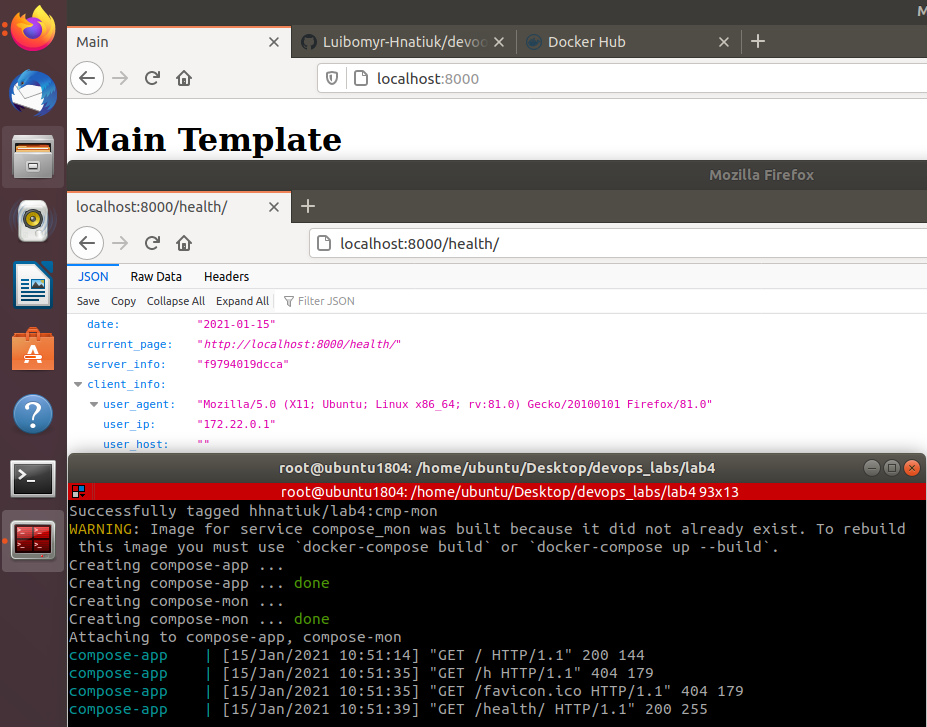 M
Main
Luibomyr-Hnatiuk/devoo
Docker Hub
localhost:8000
Main Template
Mozilla Firefox
localhost:8000/health/
localhost:8000/health/
JSON Raw Data Headers
Save Copy Collapse All Expand All Filter JSON
date: "2021-01-15"
current_page: "http://localhost:8000/health/"
server_info: "f9794019dcca"
client_info:
user_agent: "Mozilla/5.0 (X11; Ubuntu; Linux x86_64; rv:81.0) Gecko/20100101 Firefox/81.0"
user_ip: "172.22.0.1"
user_host: ""
root@ubuntu1804: /home/ubuntu/Desktop/devops_labs/lab4
root@ubuntu1804: /home/ubuntu/Desktop/devops_labs/lab4 93x13
Successfully tagged hhnatiuk/lab4:cmp-mon
WARNING: Image for service compose_mon was built because it did not already exist. To rebuild
this image you must use `docker-compose build` or `docker-compose up --build`.
Creating compose-app ...
Creating compose-app ... done
Creating compose-mon ...
Creating compose-mon ... done
Attaching to compose-app, compose-mon
compose-app | [15/Jan/2021 10:51:14] "GET / HTTP/1.1" 200 144
compose-app | [15/Jan/2021 10:51:35] "GET /h HTTP/1.1" 404 179
compose-app | [15/Jan/2021 10:51:35] "GET /favicon.ico HTTP/1.1" 404 179
compose-app | [15/Jan/2021 10:51:39] "GET /health/ HTTP/1.1" 200 255